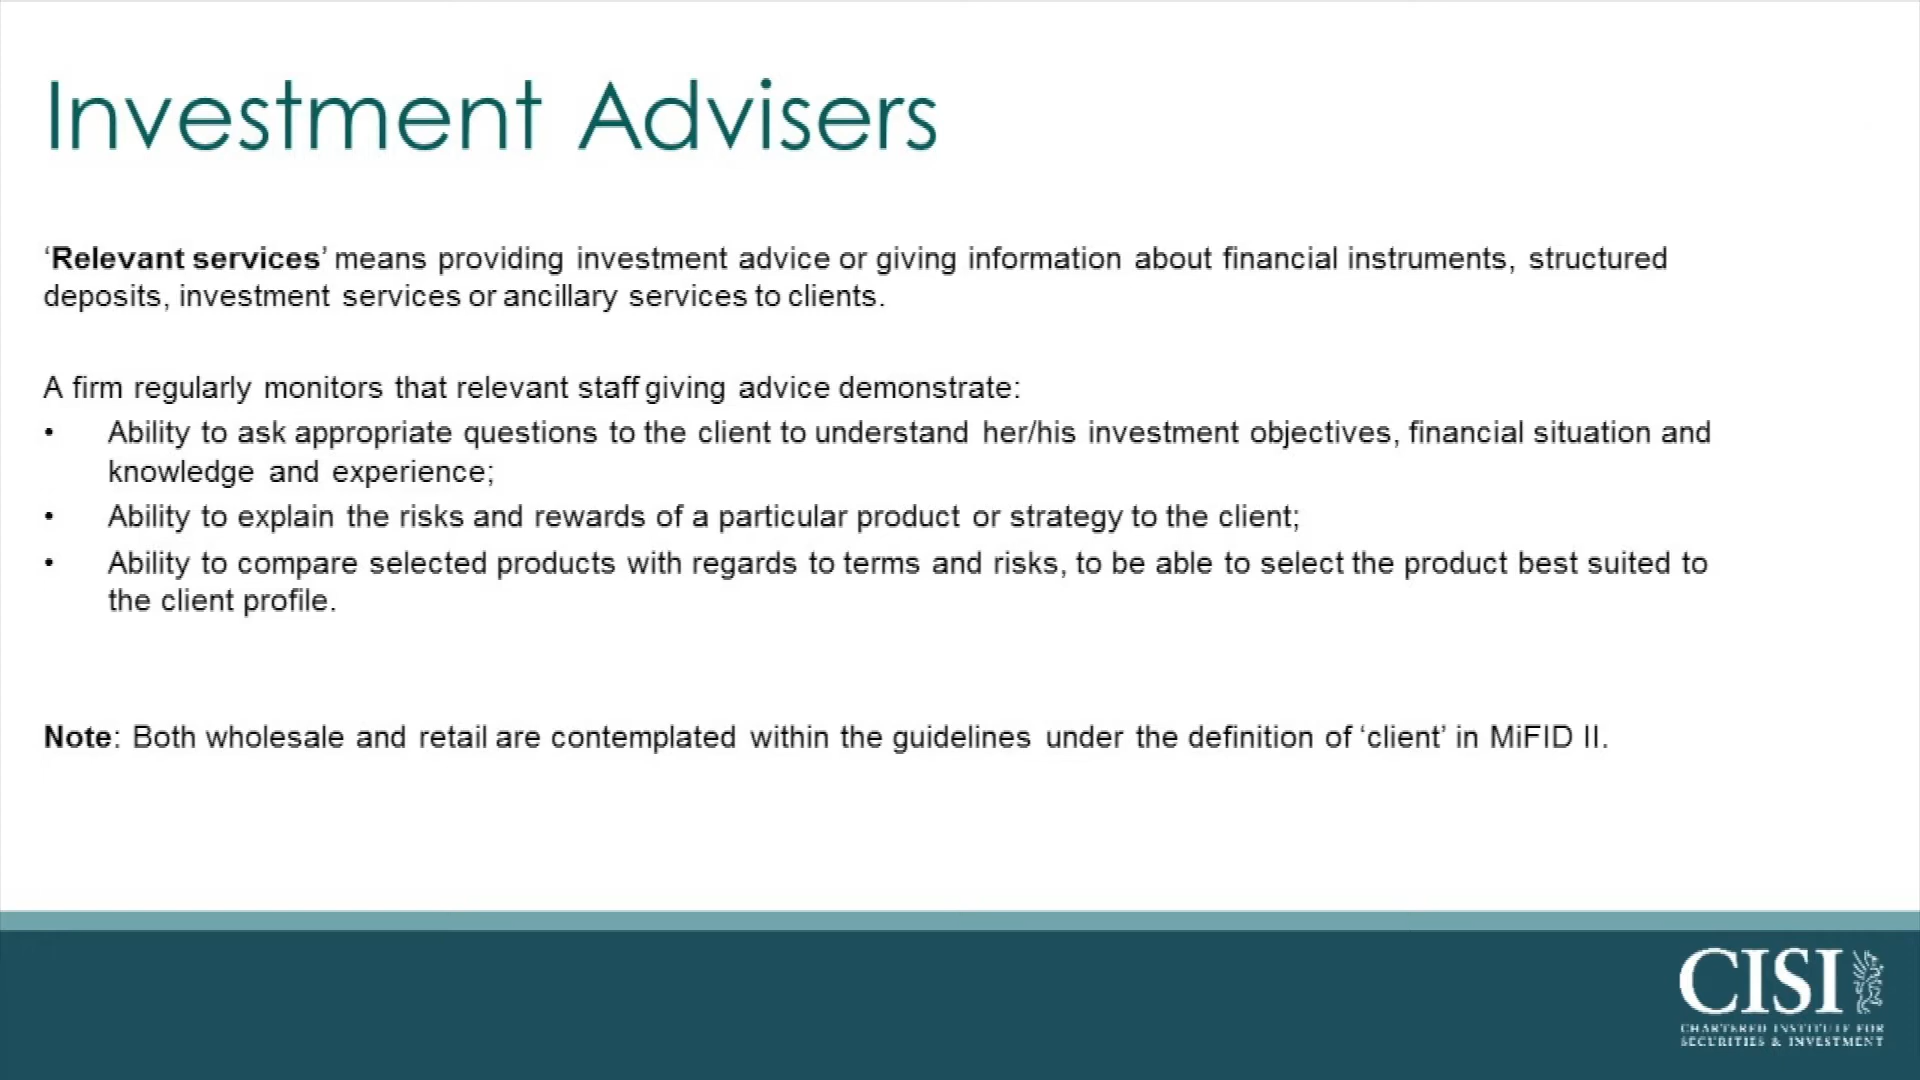 Investment Advisers
‘Relevant services’ means providing investment advice or giving information about financial instruments, structured
deposits, investment services or ancillary services to clients.
A firm regularly monitors that relevant staff giving advice demonstrate:
• Ability to ask appropriate questions to the client to understand her/his investment objectives, financial situation and
knowledge and experience;
• Ability to explain the risks and rewards of a particular product or strategy to the client;
• Ability to compare selected products with regards to terms and risks, to be able to select the product best suited to
the client profile.
Note: Both wholesale and retail are contemplated within the guidelines under the definition of ‘client’ in MiFID II.
CISI
CHARTERED INSTITUTE FOR
SECURITIES & INVESTMENT